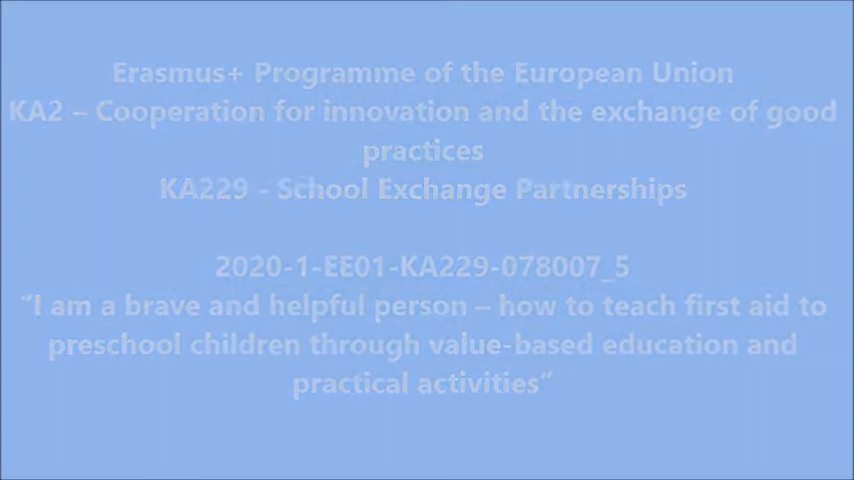 Erasmus+ Programme of the European Union
KA2 – Cooperation for innovation and the exchange of good
practices
KA229 - School Exchange Partnerships
2020-1-EE01-KA229-078007_5
“I am a brave and helpful person – how to teach first aid to
preschool children through value-based education and
practical activities“